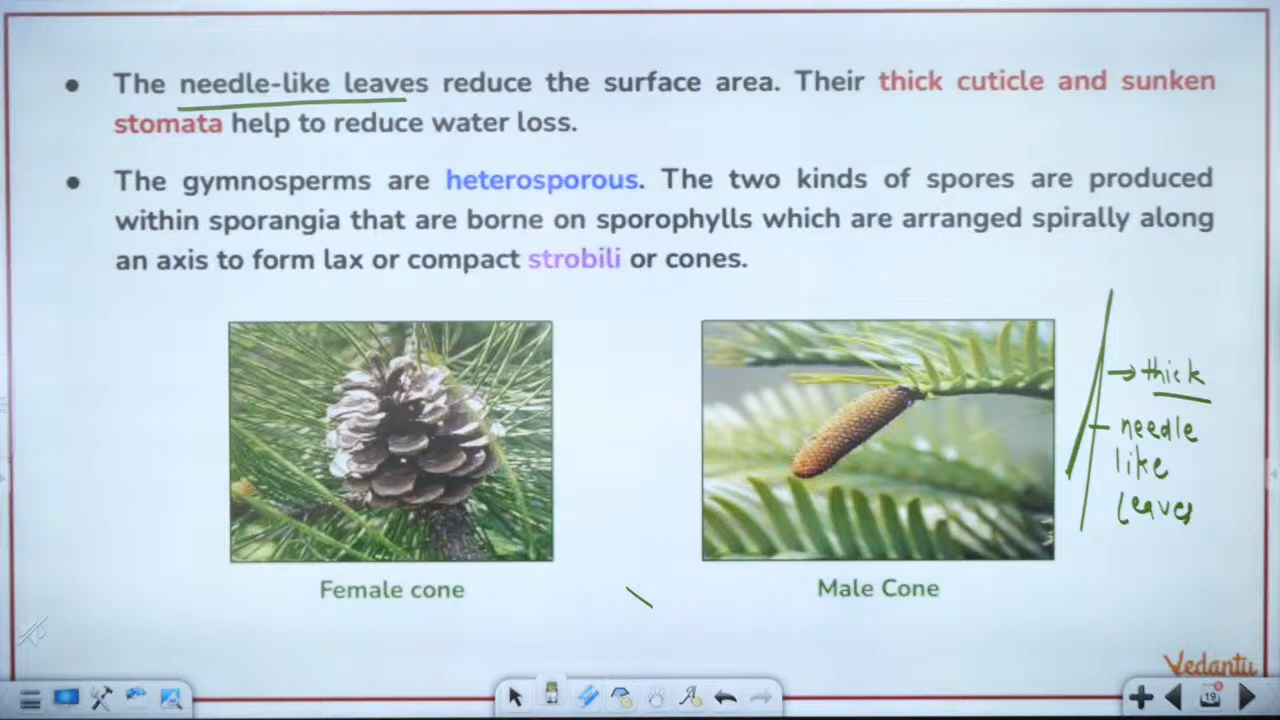 • The needle-like leaves reduce the surface area. Their thick cuticle and sunken
stomata help to reduce water loss.
• The gymnosperms are heterosporous. The two kinds of spores are produced
within sporangia that are borne on sporophylls which are arranged spirally along
an axis to form lax or compact strobili or cones.
→ thick
needle
like
leaves
Female cone
Male Cone
Vedantu
19